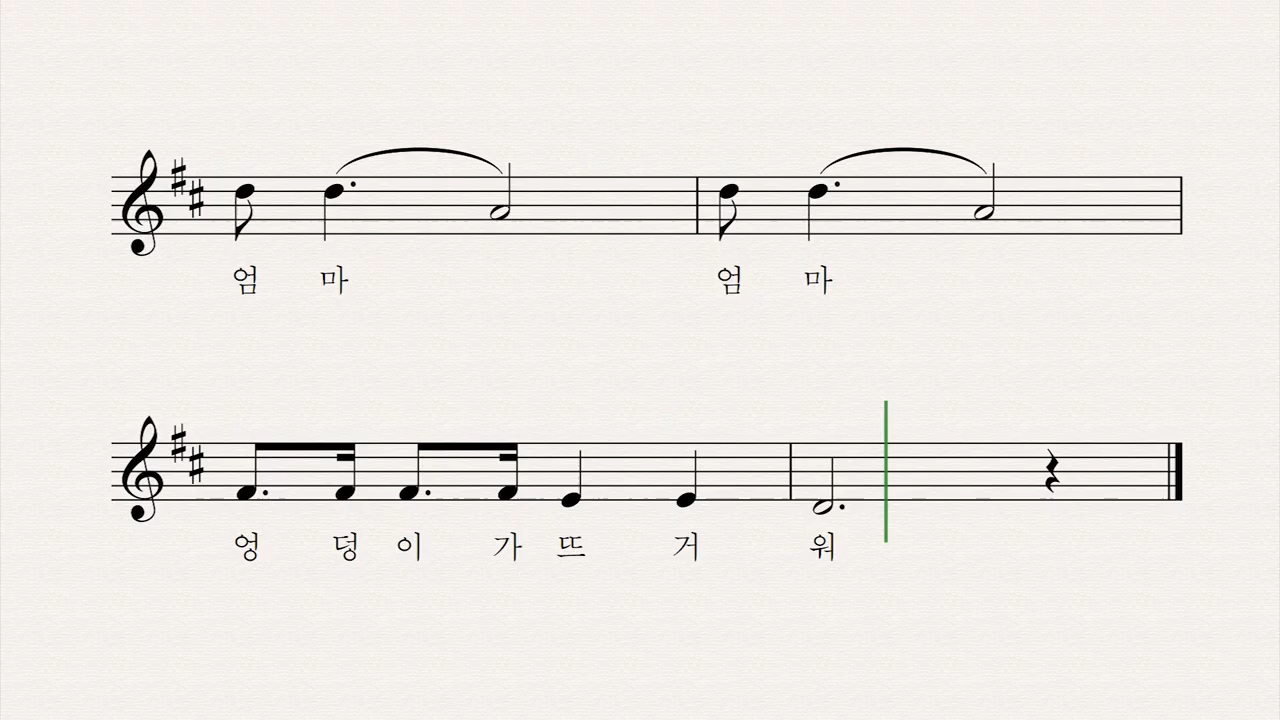 엄 마 엄 마
엉 덩 이 가 뜨 거 워